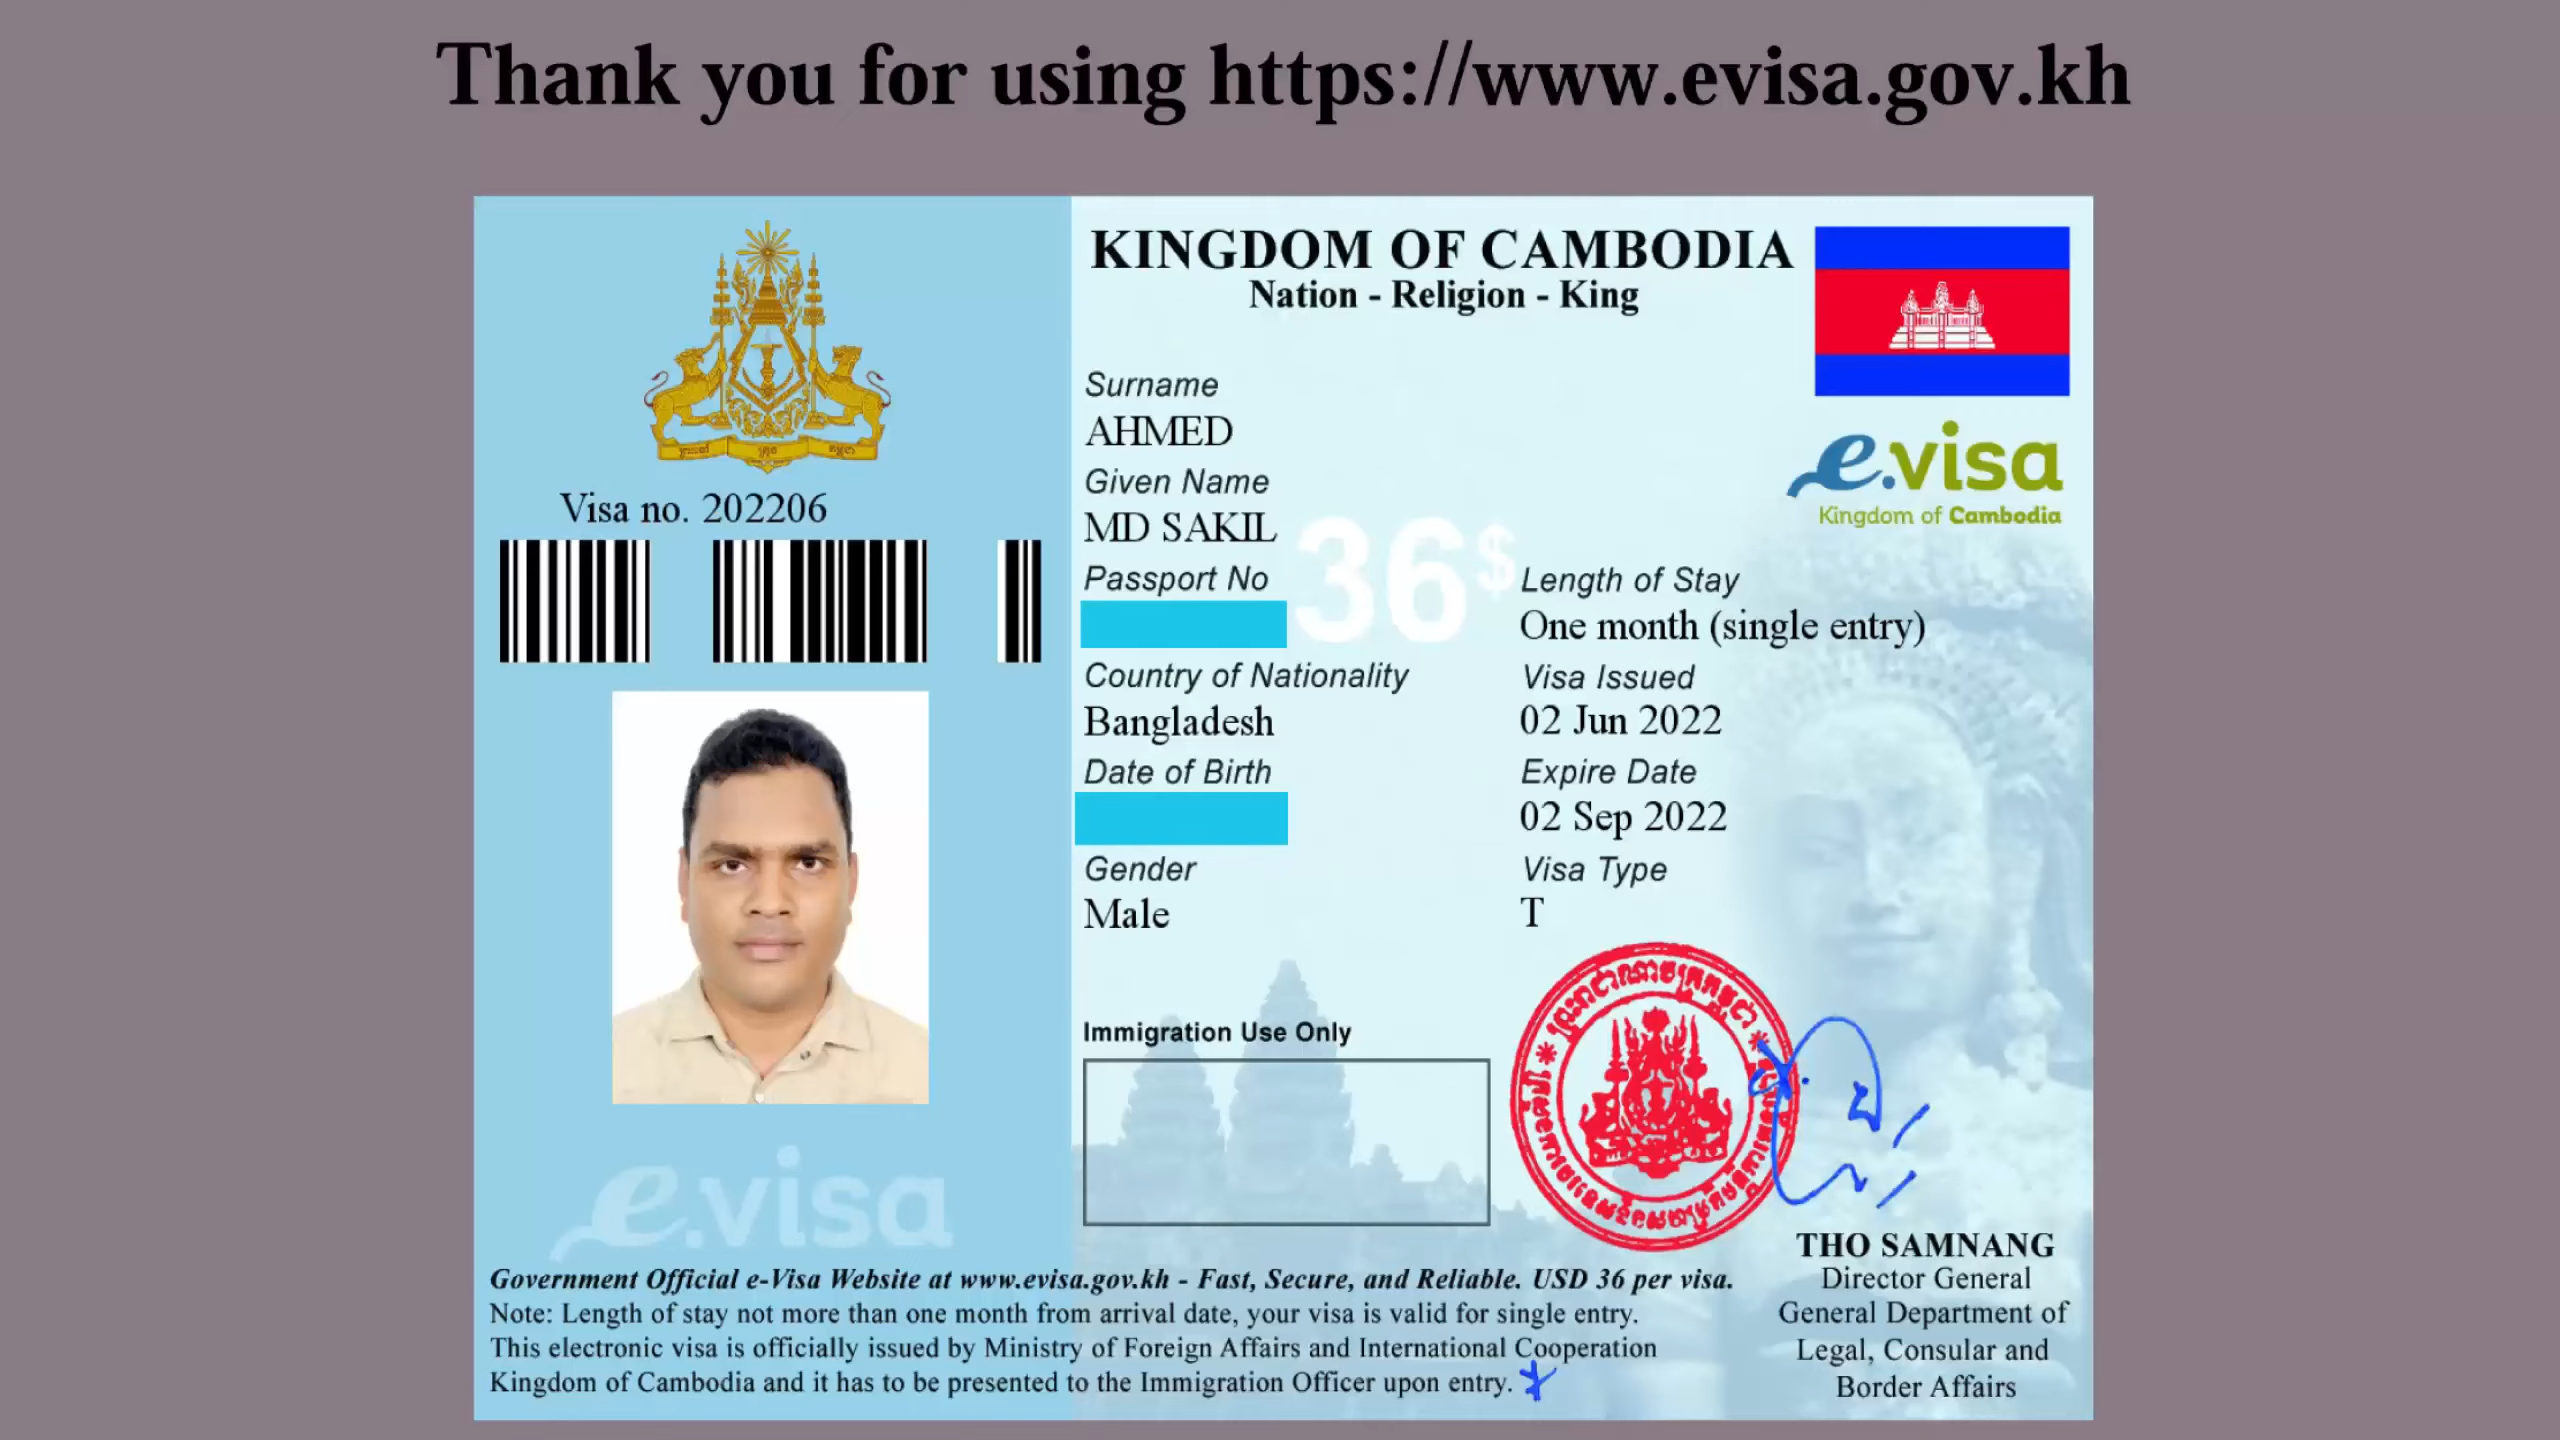 Thank you for using https://www.evisa.gov.kh
KINGDOM OF CAMBODIA
Nation - Religion - King
Visa no. 202206
Surname
AHMED
Given Name
MD SAKIL
Passport No
36$
Country of Nationality
Bangladesh
Date of Birth
Gender
Male
e.visa
Kingdom of Cambodia
Length of Stay
One month (single entry)
Visa Issued
02 Jun 2022
Expire Date
02 Sep 2022
Visa Type
T
Immigration Use Only
e.visa
THO SAMNANG
Director General
General Department of
Legal, Consular and
Border Affairs
Government Official e-Visa Website at www.evisa.gov.kh - Fast, Secure, and Reliable. USD 36 per visa.
Note: Length of stay not more than one month from arrival date, your visa is valid for single entry.
This electronic visa is officially issued by Ministry of Foreign Affairs and International Cooperation
Kingdom of Cambodia and it has to be presented to the Immigration Officer upon entry.